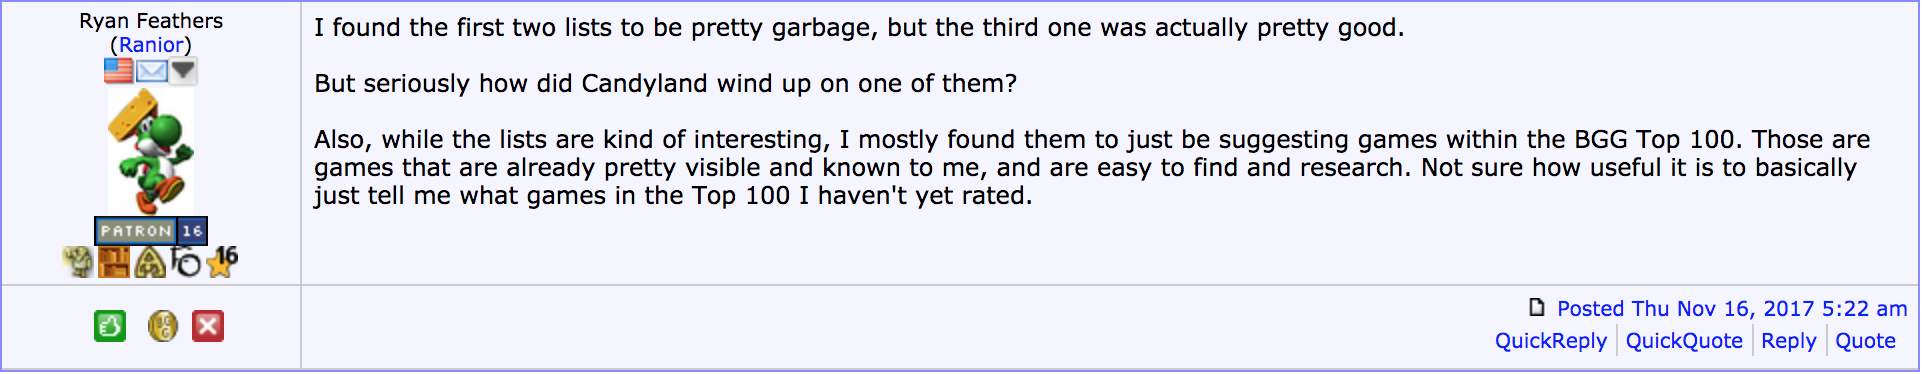 Ryan Feathers
(Ranior)
PATRON 16
16
I found the first two lists to be pretty garbage, but the third one was actually pretty good.
But seriously how did Candyland wind up on one of them?
Also, while the lists are kind of interesting, I mostly found them to just be suggesting games within the BGG Top 100. Those are
games that are already pretty visible and known to me, and are easy to find and research. Not sure how useful it is to basically
just tell me what games in the Top 100 I haven't yet rated.
Posted Thu Nov 16, 2017 5:22 am
QuickReply QuickQuote Reply Quote